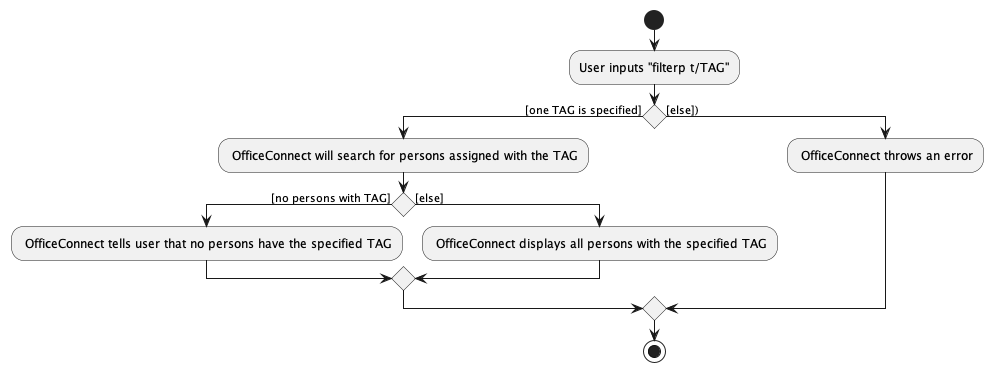 User inputs "filterp t/TAG"
[one TAG is specified]
[else])
OfficeConnect will search for persons assigned with the TAG
OfficeConnect throws an error
[no persons with TAG]
[else]
OfficeConnect tells user that no persons have the specified TAG
OfficeConnect displays all persons with the specified TAG